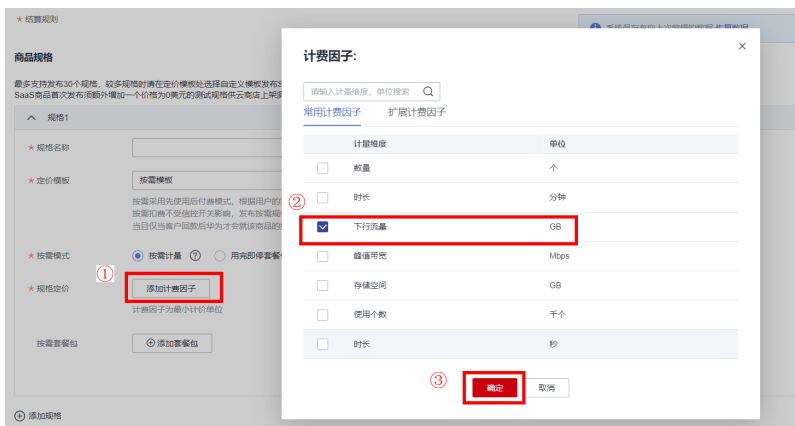 * 结算规则
商品规格
最多支持发布30个规格，较多规格时请在定价模板处选择自定义模板发布S
SaaS商品首次发布须额外增加一个价格为0美元的测试规格供云商店上架
规格1
* 规格名称
* 定价模板
按需模板
按需采用先使用后付费模式，根据用户的
按需扣费不受信控开关影响，发布按需规
当且仅当客户回款后华为才会就该商品的
* 按需模式
按需计量
用完即停套餐
①
* 规格定价
添加计费因子
计费因子为最小计价单位
按需套餐包
添加套餐包
添加规格
恢复数据
计费因子:
请输入计量维度、单位搜索
常用计费因子 扩展计费因子
计量维度 单位
数量 个
时长 分钟
②
下行流量 GB
峰值带宽 Mbps
存储空间 GB
使用个数 千个
时长 秒
③
确定 取消